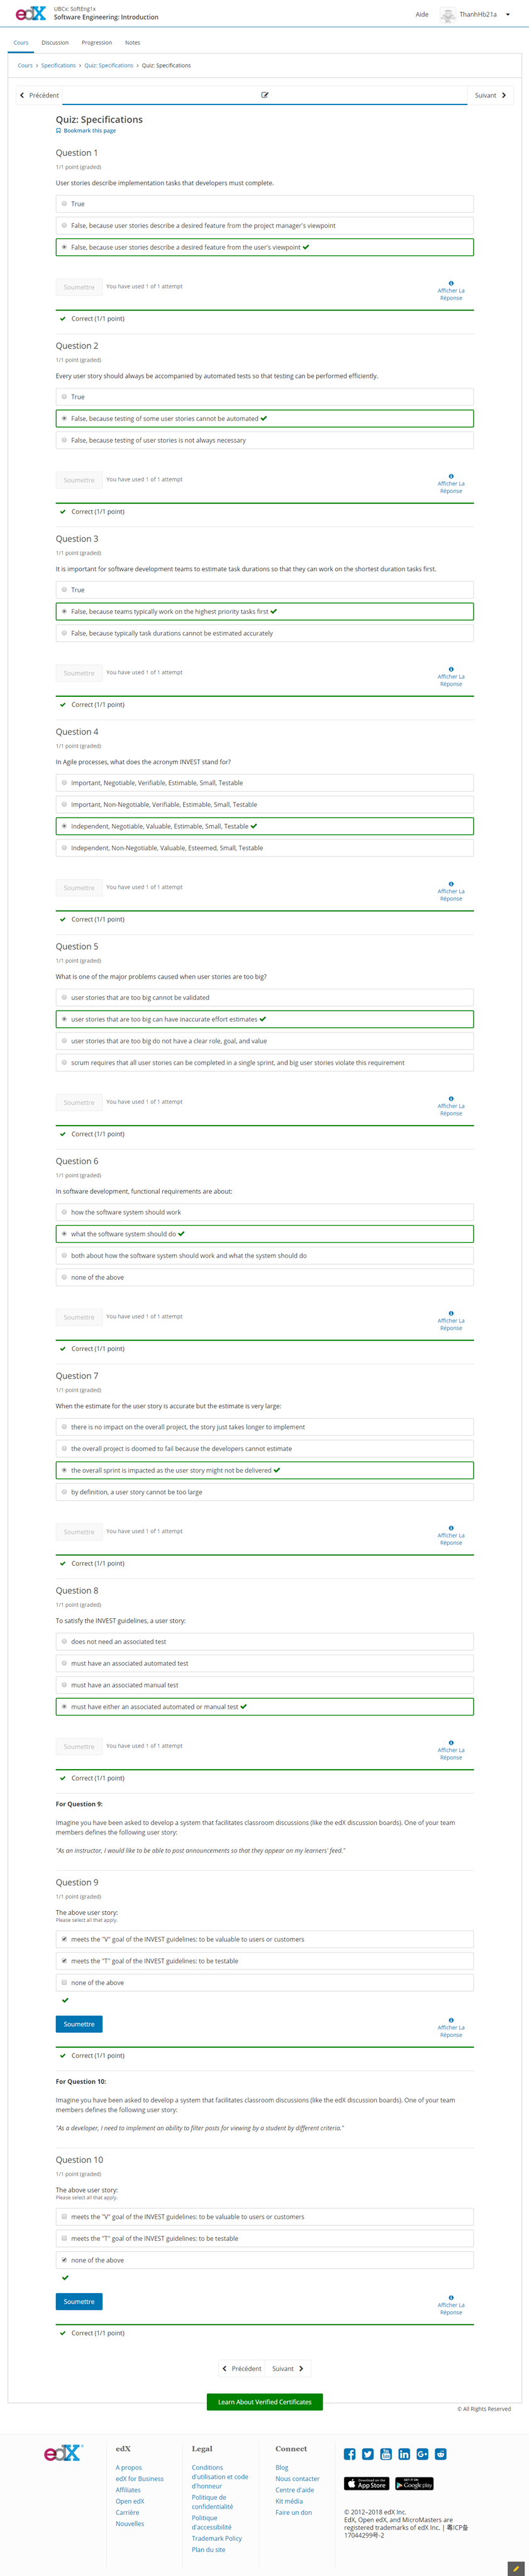 edX
UBCx: SoftEng1x
Software Engineering: Introduction
Aide
ThanhHb21a
Cours Discussion Progression Notes
Cours > Specifications > Quiz: Specifications > Quiz: Specifications
Précédent
Suivant
Quiz: Specifications
Bookmark this page
Question 1
1/1 point (graded)
User stories describe implementation tasks that developers must complete.
True
False, because user stories describe a desired feature from the project manager's viewpoint
False, because user stories describe a desired feature from the user's viewpoint ✔
Soumettre
You have used 1 of 1 attempt
Afficher La
Réponse
✔ Correct (1/1 point)
Question 2
1/1 point (graded)
Every user story should always be accompanied by automated tests so that testing can be performed efficiently.
True
False, because testing of some user stories cannot be automated ✔
False, because testing of user stories is not always necessary
Soumettre
You have used 1 of 1 attempt
Afficher La
Réponse
✔ Correct (1/1 point)
Question 3
1/1 point (graded)
It is important for software development teams to estimate task durations so that they can work on the shortest duration tasks first.
True
False, because teams typically work on the highest priority tasks first ✔
False, because typically task durations cannot be estimated accurately
Soumettre
You have used 1 of 1 attempt
Afficher La
Réponse
✔ Correct (1/1 point)
Question 4
1/1 point (graded)
In Agile processes, what does the acronym INVEST stand for?
Important, Negotiable, Verifiable, Estimable, Small, Testable
Important, Non-Negotiable, Verifiable, Estimable, Small, Testable
Independent, Negotiable, Valuable, Estimable, Small, Testable ✔
Independent, Non-Negotiable, Valuable, Esteemed, Small, Testable
Soumettre
You have used 1 of 1 attempt
Afficher La
Réponse
✔ Correct (1/1 point)
Question 5
1/1 point (graded)
What is one of the major problems caused when user stories are too big?
user stories that are too big cannot be validated
user stories that are too big can have inaccurate effort estimates ✔
user stories that are too big do not have a clear role, goal, and value
scrum requires that all user stories can be completed in a single sprint, and big user stories violate this requirement
Soumettre
You have used 1 of 1 attempt
Afficher La
Réponse
✔ Correct (1/1 point)
Question 6
1/1 point (graded)
In software development, functional requirements are about:
how the software system should work
what the software system should do ✔
both about how the software system should work and what the system should do
none of the above
Soumettre
You have used 1 of 1 attempt
Afficher La
Réponse
✔ Correct (1/1 point)
Question 7
1/1 point (graded)
When the estimate for the user story is accurate but the estimate is very large:
there is no impact on the overall project, the story just takes longer to implement
the overall project is doomed to fail because the developers cannot estimate
the overall sprint is impacted as the user story might not be delivered ✔
by definition, a user story cannot be too large
Soumettre
You have used 1 of 1 attempt
Afficher La
Réponse
✔ Correct (1/1 point)
Question 8
1/1 point (graded)
To satisfy the INVEST guidelines, a user story:
does not need an associated test
must have an associated automated test
must have an associated manual test
must have either an associated automated or manual test ✔
Soumettre
You have used 1 of 1 attempt
Afficher La
Réponse
✔ Correct (1/1 point)
For Question 9:
Imagine you have been asked to develop a system that facilitates classroom discussions (like the edX discussion boards). One of your team
members defines the following user story:
"As an instructor, I would like to be able to post announcements so that they appear on my learners' feed."
Question 9
1/1 point (graded)
The above user story:
Please select all that apply.
meets the "V" goal of the INVEST guidelines: to be valuable to users or customers
meets the "T" goal of the INVEST guidelines: to be testable
none of the above
✔
Soumettre
Afficher La
Réponse
✔ Correct (1/1 point)
For Question 10:
Imagine you have been asked to develop a system that facilitates classroom discussions (like the edX discussion boards). One of your team
members defines the following user story:
"As a developer, I need to implement an ability to filter posts for viewing by a student by different criteria."
Question 10
1/1 point (graded)
The above user story:
Please select all that apply.
meets the "V" goal of the INVEST guidelines: to be valuable to users or customers
meets the "T" goal of the INVEST guidelines: to be testable
none of the above
✔
Soumettre
Afficher La
Réponse
✔ Correct (1/1 point)
Précédent Suivant
Learn About Verified Certificates
© All Rights Reserved
edX
edX
A propos
edX for Business
Affiliates
Open edX
Carrière
Nouvelles
Legal
Conditions
d'utilisation et code
d'honneur
Politique de
confidentialité
Politique
d'accessibilité
Trademark Policy
Plan du site
Connect
Blog
Nous contacter
Centre d'aide
Kit média
Faire un don
Download on the
App Store
GET IT ON
Google play
© 2012–2018 edX Inc.
EdX, Open edX, and MicroMasters are
registered trademarks of edX Inc. | 粤ICP备
17044299号-2